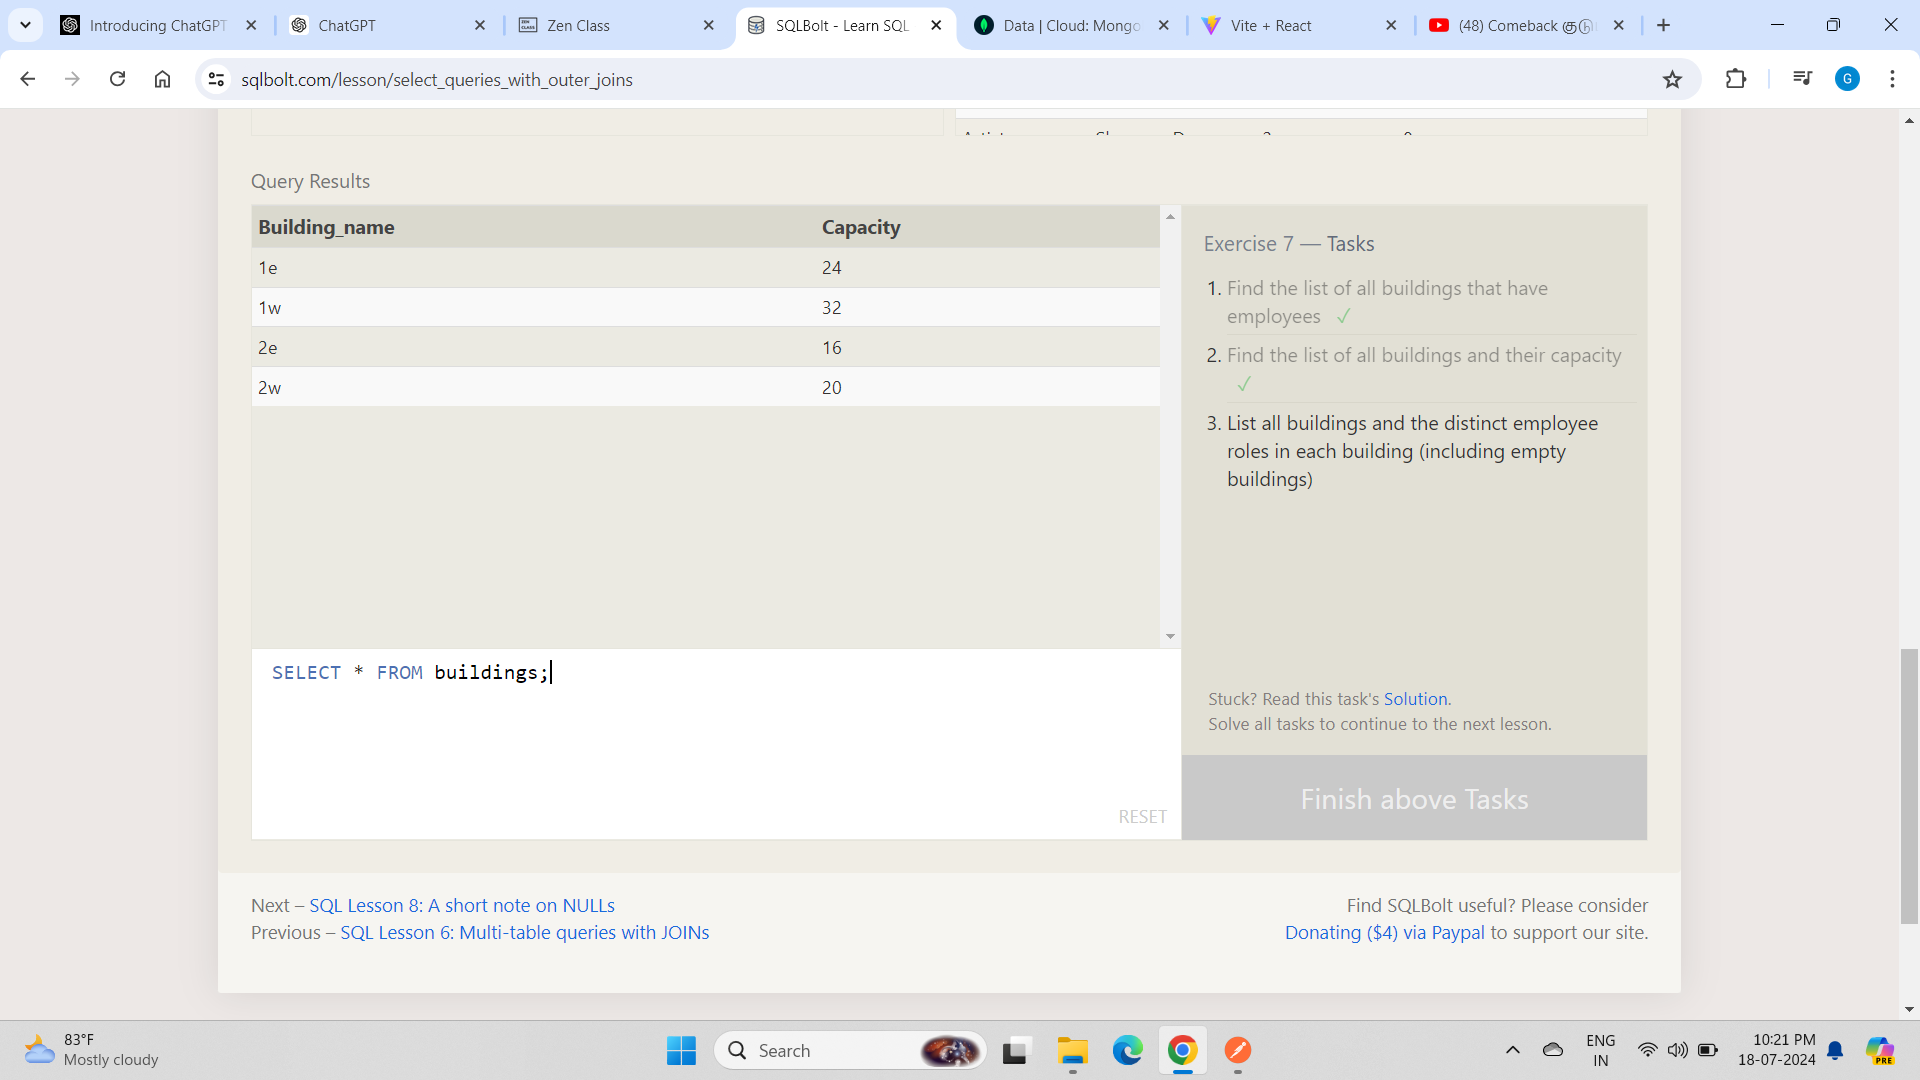 Introducing ChatGPT
ChatGPT
Zen Class
SQLBolt - Learn SQL
Data | Cloud: Mongo
Vite + React
(48) Comeback
sqlbolt.com/lesson/select_queries_with_outer_joins
G
Query Results
Building_name Capacity
1e 24
1w 32
2e 16
2w 20
Exercise 7 — Tasks
1. Find the list of all buildings that have
employees ✓
2. Find the list of all buildings and their capacity
✓
3. List all buildings and the distinct employee
roles in each building (including empty
buildings)
SELECT * FROM buildings;
RESET
Stuck? Read this task's Solution.
Solve all tasks to continue to the next lesson.
Finish above Tasks
Next – SQL Lesson 8: A short note on NULLs
Previous – SQL Lesson 6: Multi-table queries with JOINs
Find SQLBolt useful? Please consider
Donating ($4) via Paypal to support our site.
83°F
Mostly cloudy
Search
ENG
IN
10:21 PM
18-07-2024
PRE